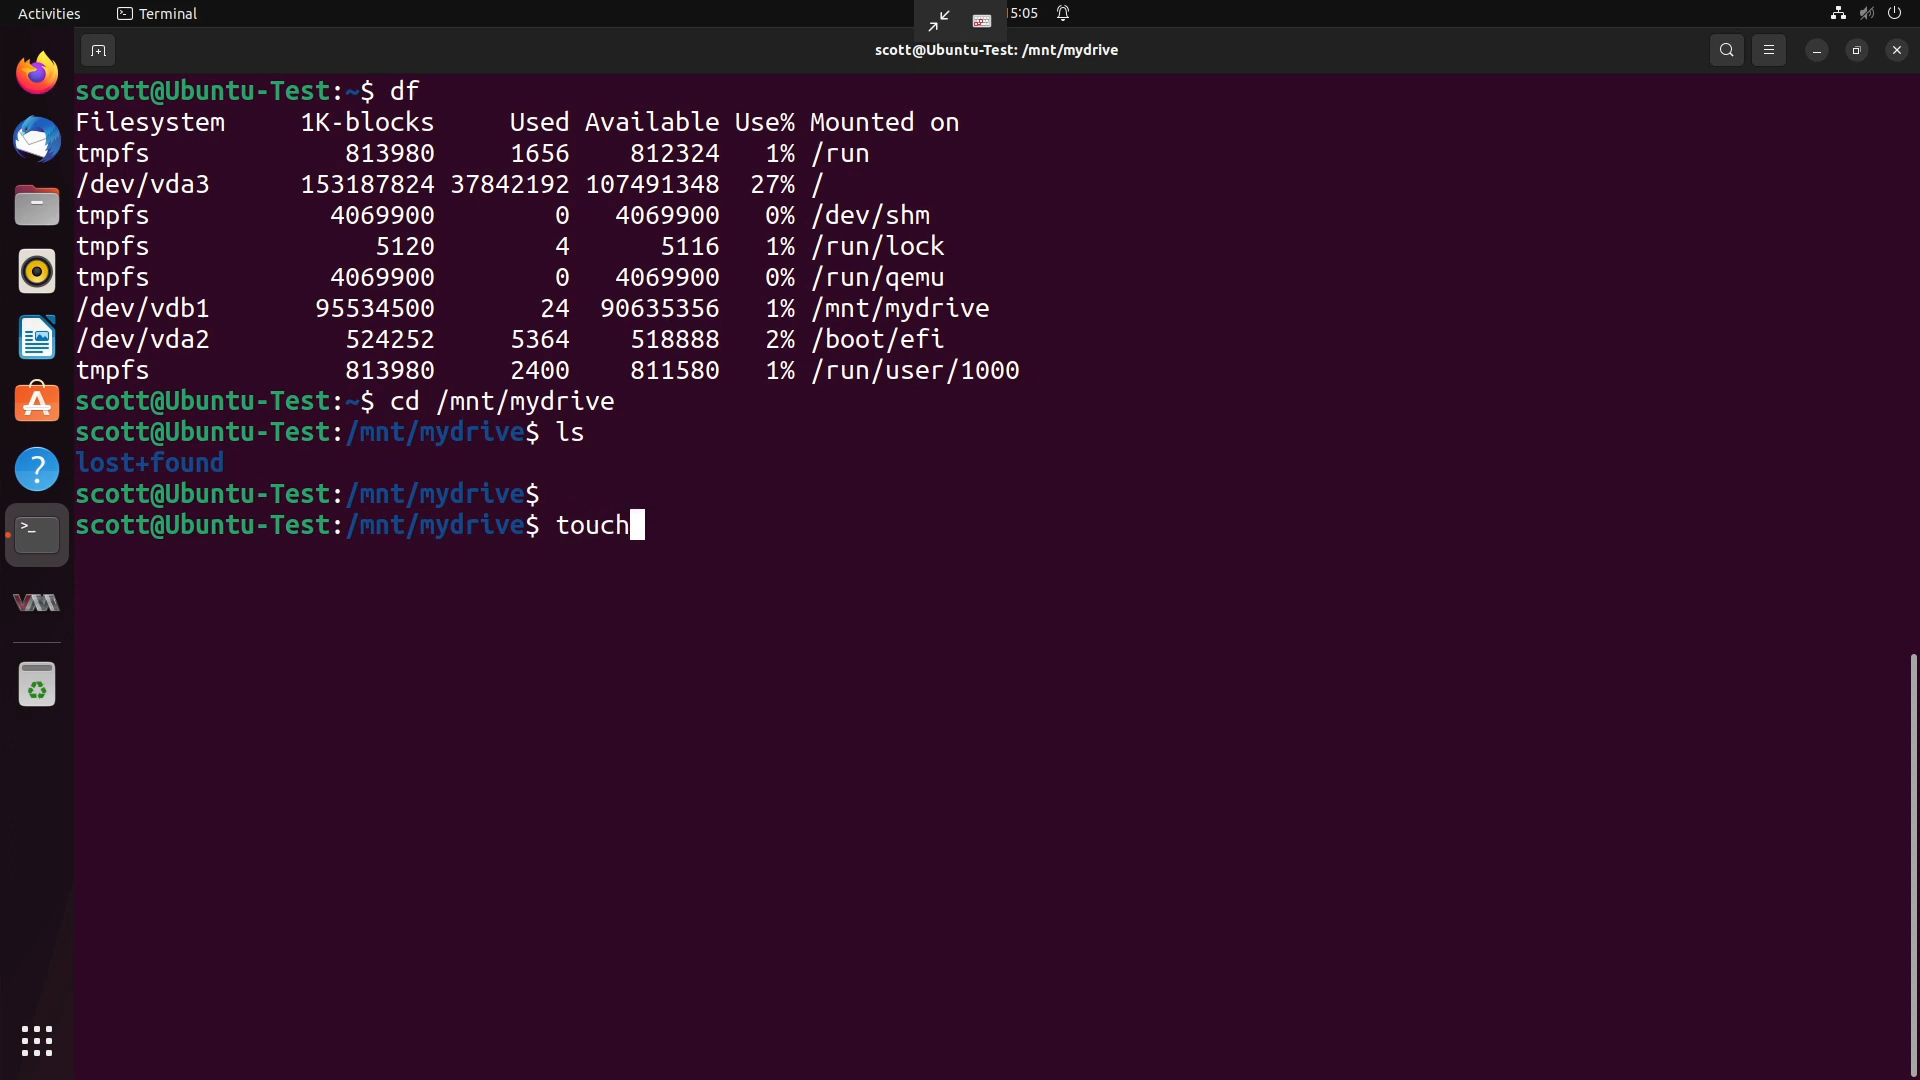 Activities Terminal 15:05
scott@Ubuntu-Test: /mnt/mydrive
scott@Ubuntu-Test:~$ df
Filesystem     1K-blocks     Used Available Use% Mounted on
tmpfs             813980     1656    812324   1% /run
/dev/vda3      153187824 37842192 107491348  27% /
tmpfs            4069900        0   4069900   0% /dev/shm
tmpfs               5120        4      5116   1% /run/lock
tmpfs            4069900        0   4069900   0% /run/qemu
/dev/vdb1       95534500       24  90635356   1% /mnt/mydrive
/dev/vda2         524252     5364    518888   2% /boot/efi
tmpfs             813980     2400    811580   1% /run/user/1000
scott@Ubuntu-Test:~$ cd /mnt/mydrive
scott@Ubuntu-Test:/mnt/mydrive$ ls
lost+found
scott@Ubuntu-Test:/mnt/mydrive$
scott@Ubuntu-Test:/mnt/mydrive$ touch